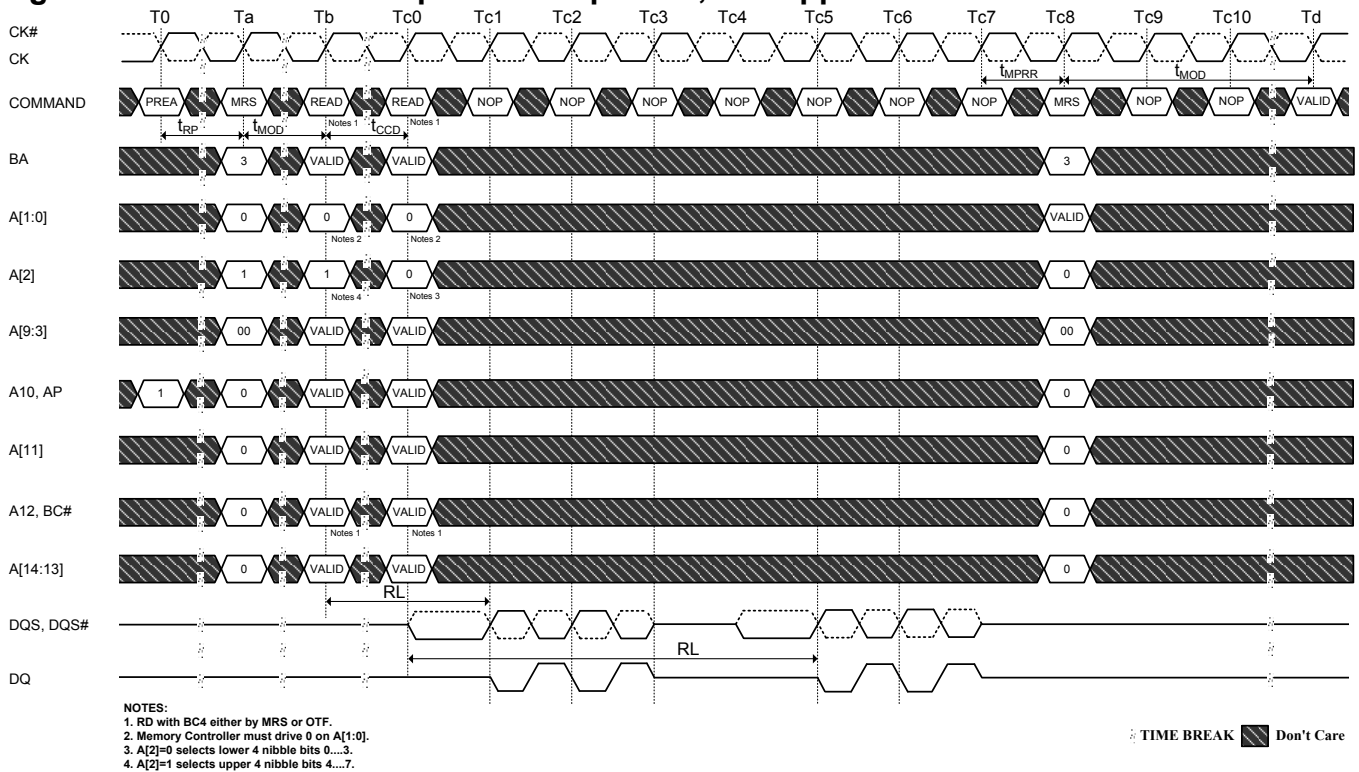 T0 Ta Tb Tc0 Tc1 Tc2 Tc3 Tc4 Tc5 Tc6 Tc7 Tc8 Tc9 Tc10 Td
CK#
CK
tMPRR tMOD
COMMAND PREA MRS READ READ NOP NOP NOP NOP NOP NOP NOP MRS NOP NOP VALID
Notes 1 Notes 1
tRP tMOD tCCD
BA 3 VALID VALID 3
A[1:0] 0 0 0 VALID
Notes 2 Notes 2
A[2] 1 1 0 0
Notes 4 Notes 3
A[9:3] 00 VALID VALID 00
A10, AP 1 0 VALID VALID 0
A[11] 0 VALID VALID 0
A12, BC# 0 VALID VALID 0
Notes 1 Notes 1
A[14:13] 0 VALID VALID 0
RL
DQS, DQS#
RL
DQ
NOTES:
1. RD with BC4 either by MRS or OTF.
2. Memory Controller must drive 0 on A[1:0].
3. A[2]=0 selects lower 4 nibble bits 0....3.
4. A[2]=1 selects upper 4 nibble bits 4....7.
TIME BREAK Don't Care